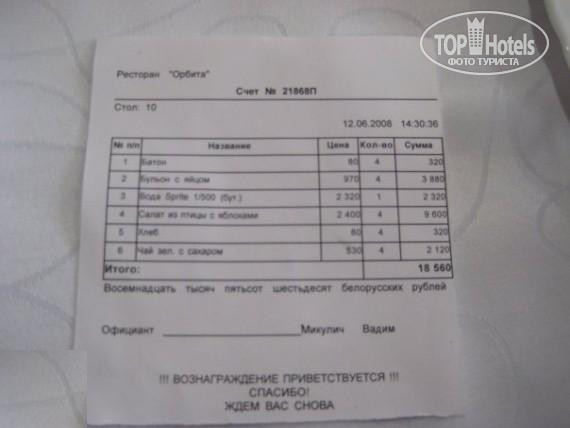 TOP Hotels
ФОТО ТУРИСТА
Ресторан "Орбита"
Счет № 21868П
Стол: 10
12.06.2008 14:30:36
№ п/п Название Цена Кол-во Сумма
1 Батон 80 4 320
2 Бульон с яйцом 970 4 3 880
3 Вода Sprite 1/500 (бут.) 2 320 1 2 320
4 Салат из птицы с яблоками 2 400 4 9 600
5 Хлеб 80 4 320
6 Чай зел. с сахаром 530 4 2 120
Итого: 18 560
Восемнадцать тысяч пятьсот шестьдесят белорусских рублей
Официант Микулич Вадим
!!! ВОЗНАГРАЖДЕНИЕ ПРИВЕТСТВУЕТСЯ !!!
СПАСИБО!
ЖДЕМ ВАС СНОВА